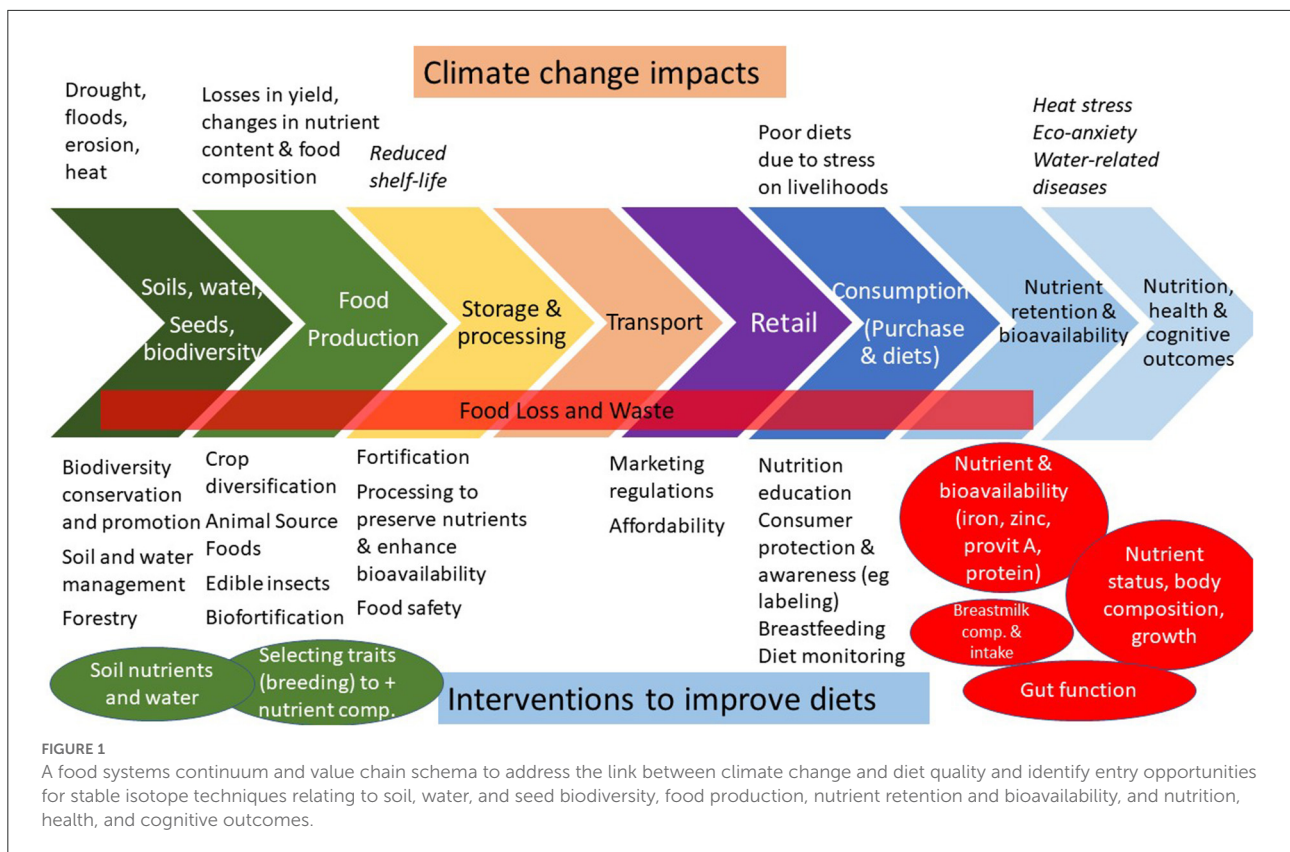 Climate change impacts
Drought,
floods,
erosion,
heat
Losses in yield,
changes in nutrient
content & food
composition
Reduced
shelf-life
Poor diets
due to stress
on livelihoods
Heat stress
Eco-anxiety
Water-related
diseases
Soils, water,
Seeds,
biodiversity
Food
Production
Storage &
processing
Transport
Retail
Consumption
(Purchase
& diets)
Nutrient
retention &
bioavailability
Nutrition,
health &
cognitive
outcomes
Food Loss and Waste
Biodiversity
conservation
and promotion
Soil and water
management
Forestry
Crop
diversification
Animal Source
Foods
Edible insects
Biofortification
Fortification
Processing to
preserve nutrients
& enhance
bioavailability
Food safety
Marketing
regulations
Affordability
Nutrition
education
Consumer
protection &
awareness (eg
labeling)
Breastfeeding
Diet monitoring
Nutrient &
bioavailability
(iron, zinc,
provit A,
protein)
Nutrient
status, body
composition,
growth
Breastmilk
comp. &
intake
Gut function
Soil nutrients
and water
Selecting traits
(breeding) to +
nutrient comp.
Interventions to improve diets
FIGURE 1
A food systems continuum and value chain schema to address the link between climate change and diet quality and identify entry opportunities
for stable isotope techniques relating to soil, water, and seed biodiversity, food production, nutrient retention and bioavailability, and nutrition,
health, and cognitive outcomes.